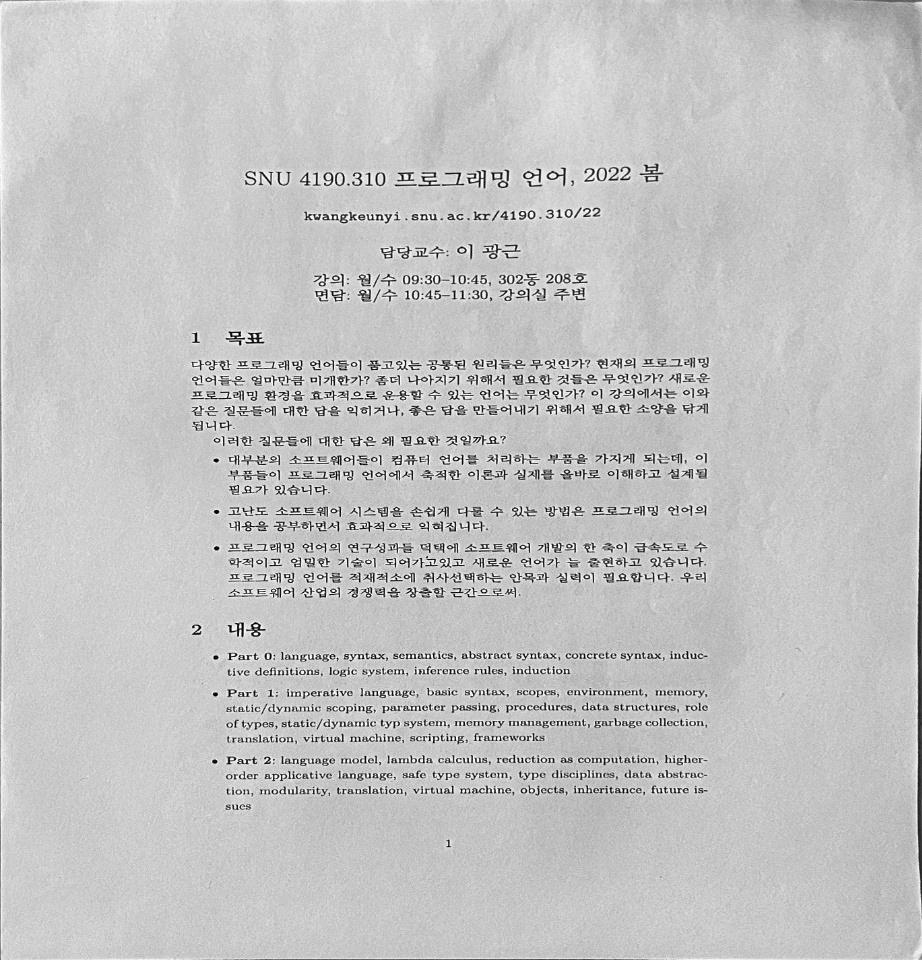 SNU 4190.310 프로그래밍 언어, 2022 봄
kwangkeunyi.snu.ac.kr/4190.310/22
담당교수: 이 광근
강의: 월/수 09:30–10:45, 302동 208호
면담: 월/수 10:45–11:30, 강의실 주변
1 목표
다양한 프로그래밍 언어들이 품고있는 공통된 원리들은 무엇인가? 현재의 프로그래밍
언어들은 얼마만큼 미개한가? 좀더 나아지기 위해서 필요한 것들은 무엇인가? 새로운
프로그래밍 환경을 효과적으로 운용할 수 있는 언어는 무엇인가? 이 강의에서는 이와
같은 질문들에 대한 답을 익히거나, 좋은 답을 만들어내기 위해서 필요한 소양을 닦게
됩니다.
이러한 질문들에 대한 답은 왜 필요한 것일까요?
• 대부분의 소프트웨어들이 컴퓨터 언어를 처리하는 부품을 가지게 되는데, 이
부품들이 프로그래밍 언어에서 축적한 이론과 실재를 올바로 이해하고 설계될
필요가 있습니다.
• 고난도 소프트웨어 시스템을 손쉽게 다룰 수 있는 방법은 프로그래밍 언어의
내용을 공부하면서 효과적으로 익혀집니다.
• 프로그래밍 언어의 연구성과들 덕택에 소프트웨어 개발의 한 축이 급속도로 수
학적이고 엄밀한 기술이 되어가고있고 새로운 언어가 늘 출현하고 있습니다.
프로그래밍 언어를 적재적소에 취사선택하는 안목과 실력이 필요합니다. 우리
소프트웨어 산업의 경쟁력을 창출할 근간으로써.
2 내용
• Part 0: language, syntax, semantics, abstract syntax, concrete syntax, induc-
tive definitions, logic system, inference rules, induction
• Part 1: imperative language, basic syntax, scopes, environment, memory,
static/dynamic scoping, parameter passing, procedures, data structures, role
of types, static/dynamic typ system, memory management, garbage collection,
translation, virtual machine, scripting, frameworks
• Part 2: language model, lambda calculus, reduction as computation, higher-
order applicative language, safe type system, type disciplines, data abstrac-
tion, modularity, translation, virtual machine, objects, inheritance, future is-
sues
1